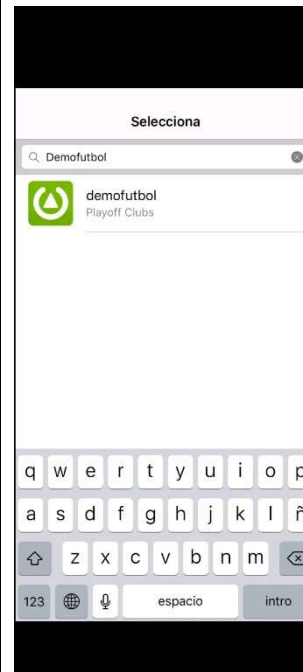 Selecciona
Demofutbol
demofutbol
Playoff Clubs
q w e r t y u i o p
a s d f g h j k l ñ
z x c v b n m
123 espacio intro